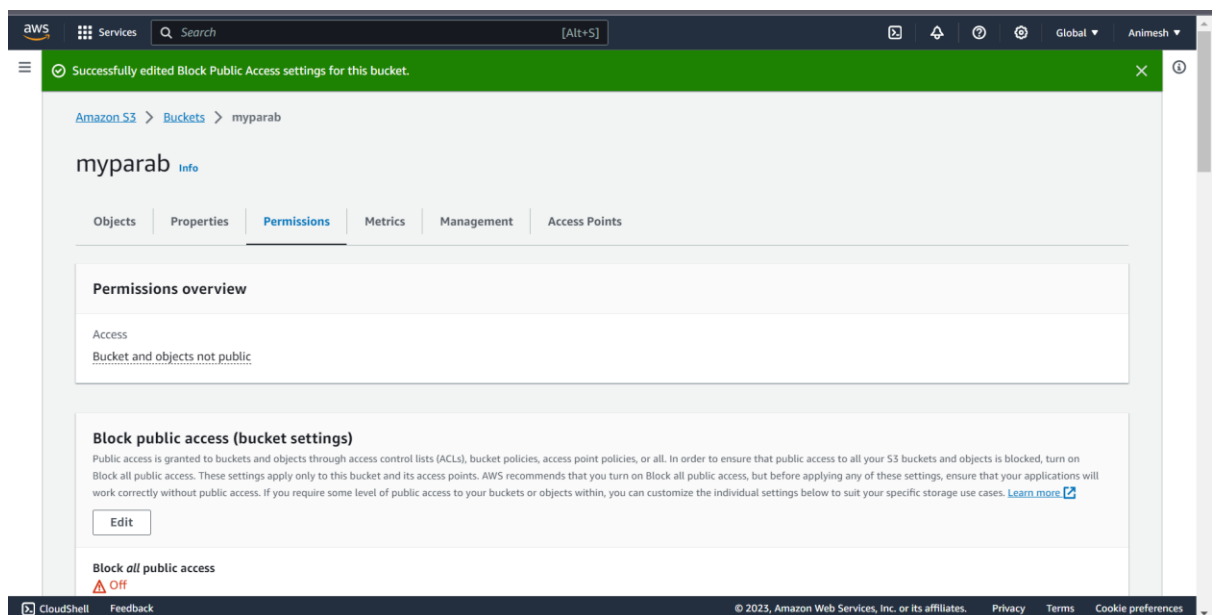 aws
Services
Search
[Alt+S]
Global
Animesh
Successfully edited Block Public Access settings for this bucket.
Amazon S3 > Buckets > myparab
myparab Info
Objects
Properties
Permissions
Metrics
Management
Access Points
Permissions overview
Access
Bucket and objects not public
Block public access (bucket settings)
Public access is granted to buckets and objects through access control lists (ACLs), bucket policies, access point policies, or all. In order to ensure that public access to all your S3 buckets and objects is blocked, turn on
Block all public access. These settings apply only to this bucket and its access points. AWS recommends that you turn on Block all public access, but before applying any of these settings, ensure that your applications will
work correctly without public access. If you require some level of public access to your buckets or objects within, you can customize the individual settings below to suit your specific storage use cases. Learn more
Edit
Block all public access
Off
CloudShell
Feedback
© 2023, Amazon Web Services, Inc. or its affiliates.
Privacy
Terms
Cookie preferences